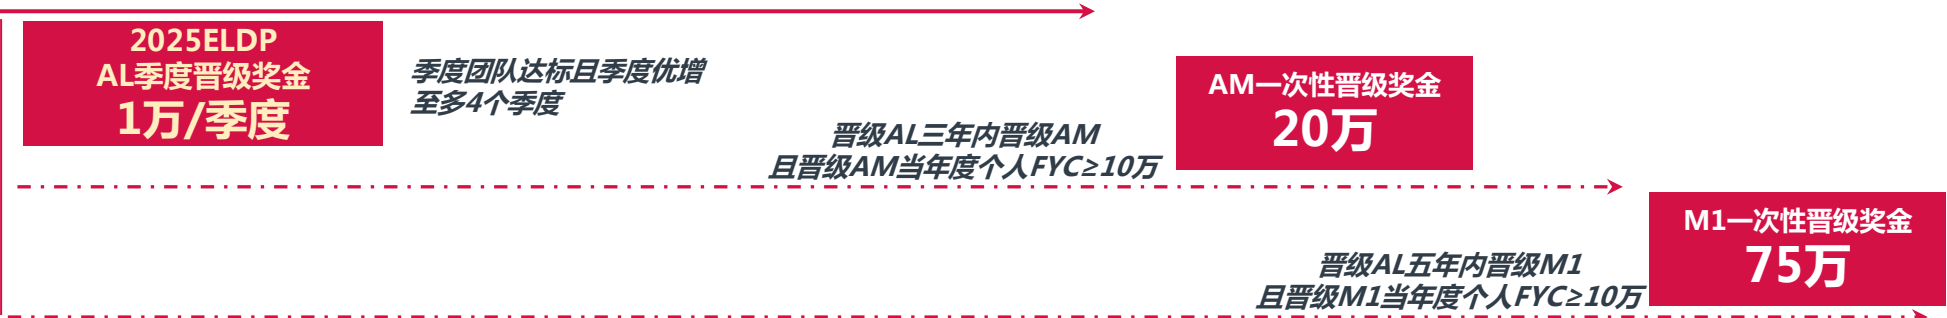 2025ELDP
AL季度晋级奖金
1万/季度
季度团队达标且季度优增
至多4个季度
晋级AL三年内晋级AM
且晋级AM当年度个人FYC≥10万
AM一次性晋级奖金
20万
晋级AL五年内晋级M1
且晋级M1当年度个人FYC≥10万
M1一次性晋级奖金
75万